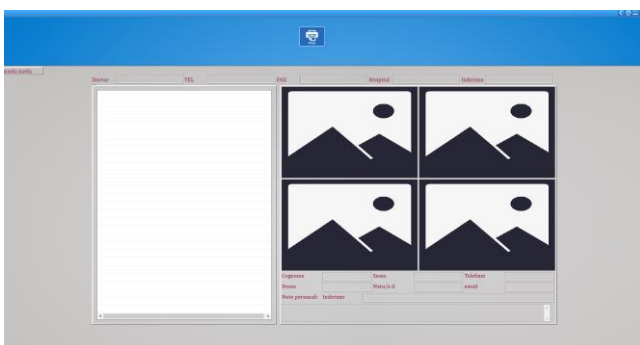 Doctor TEL FAX Hospital Indirizzo
Cognome Sesso Telefono
Nome Nato/a il email
Note personali Indirizzo